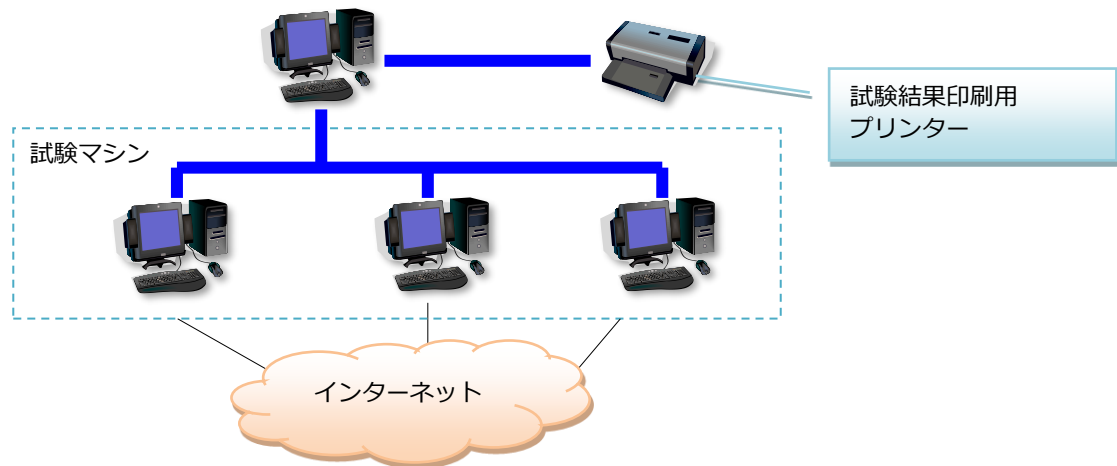 試験結果印刷用
プリンター
試験マシン
インターネット